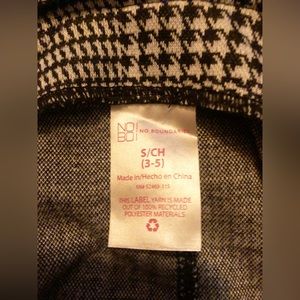 NO
BO
NO BOUNDARIES
S/CH
(3-5)
Made in/Hecho en China
THIS LABEL YARN IS MADE
OUT OF 100% RECYCLED
POLYESTER MATERIALS